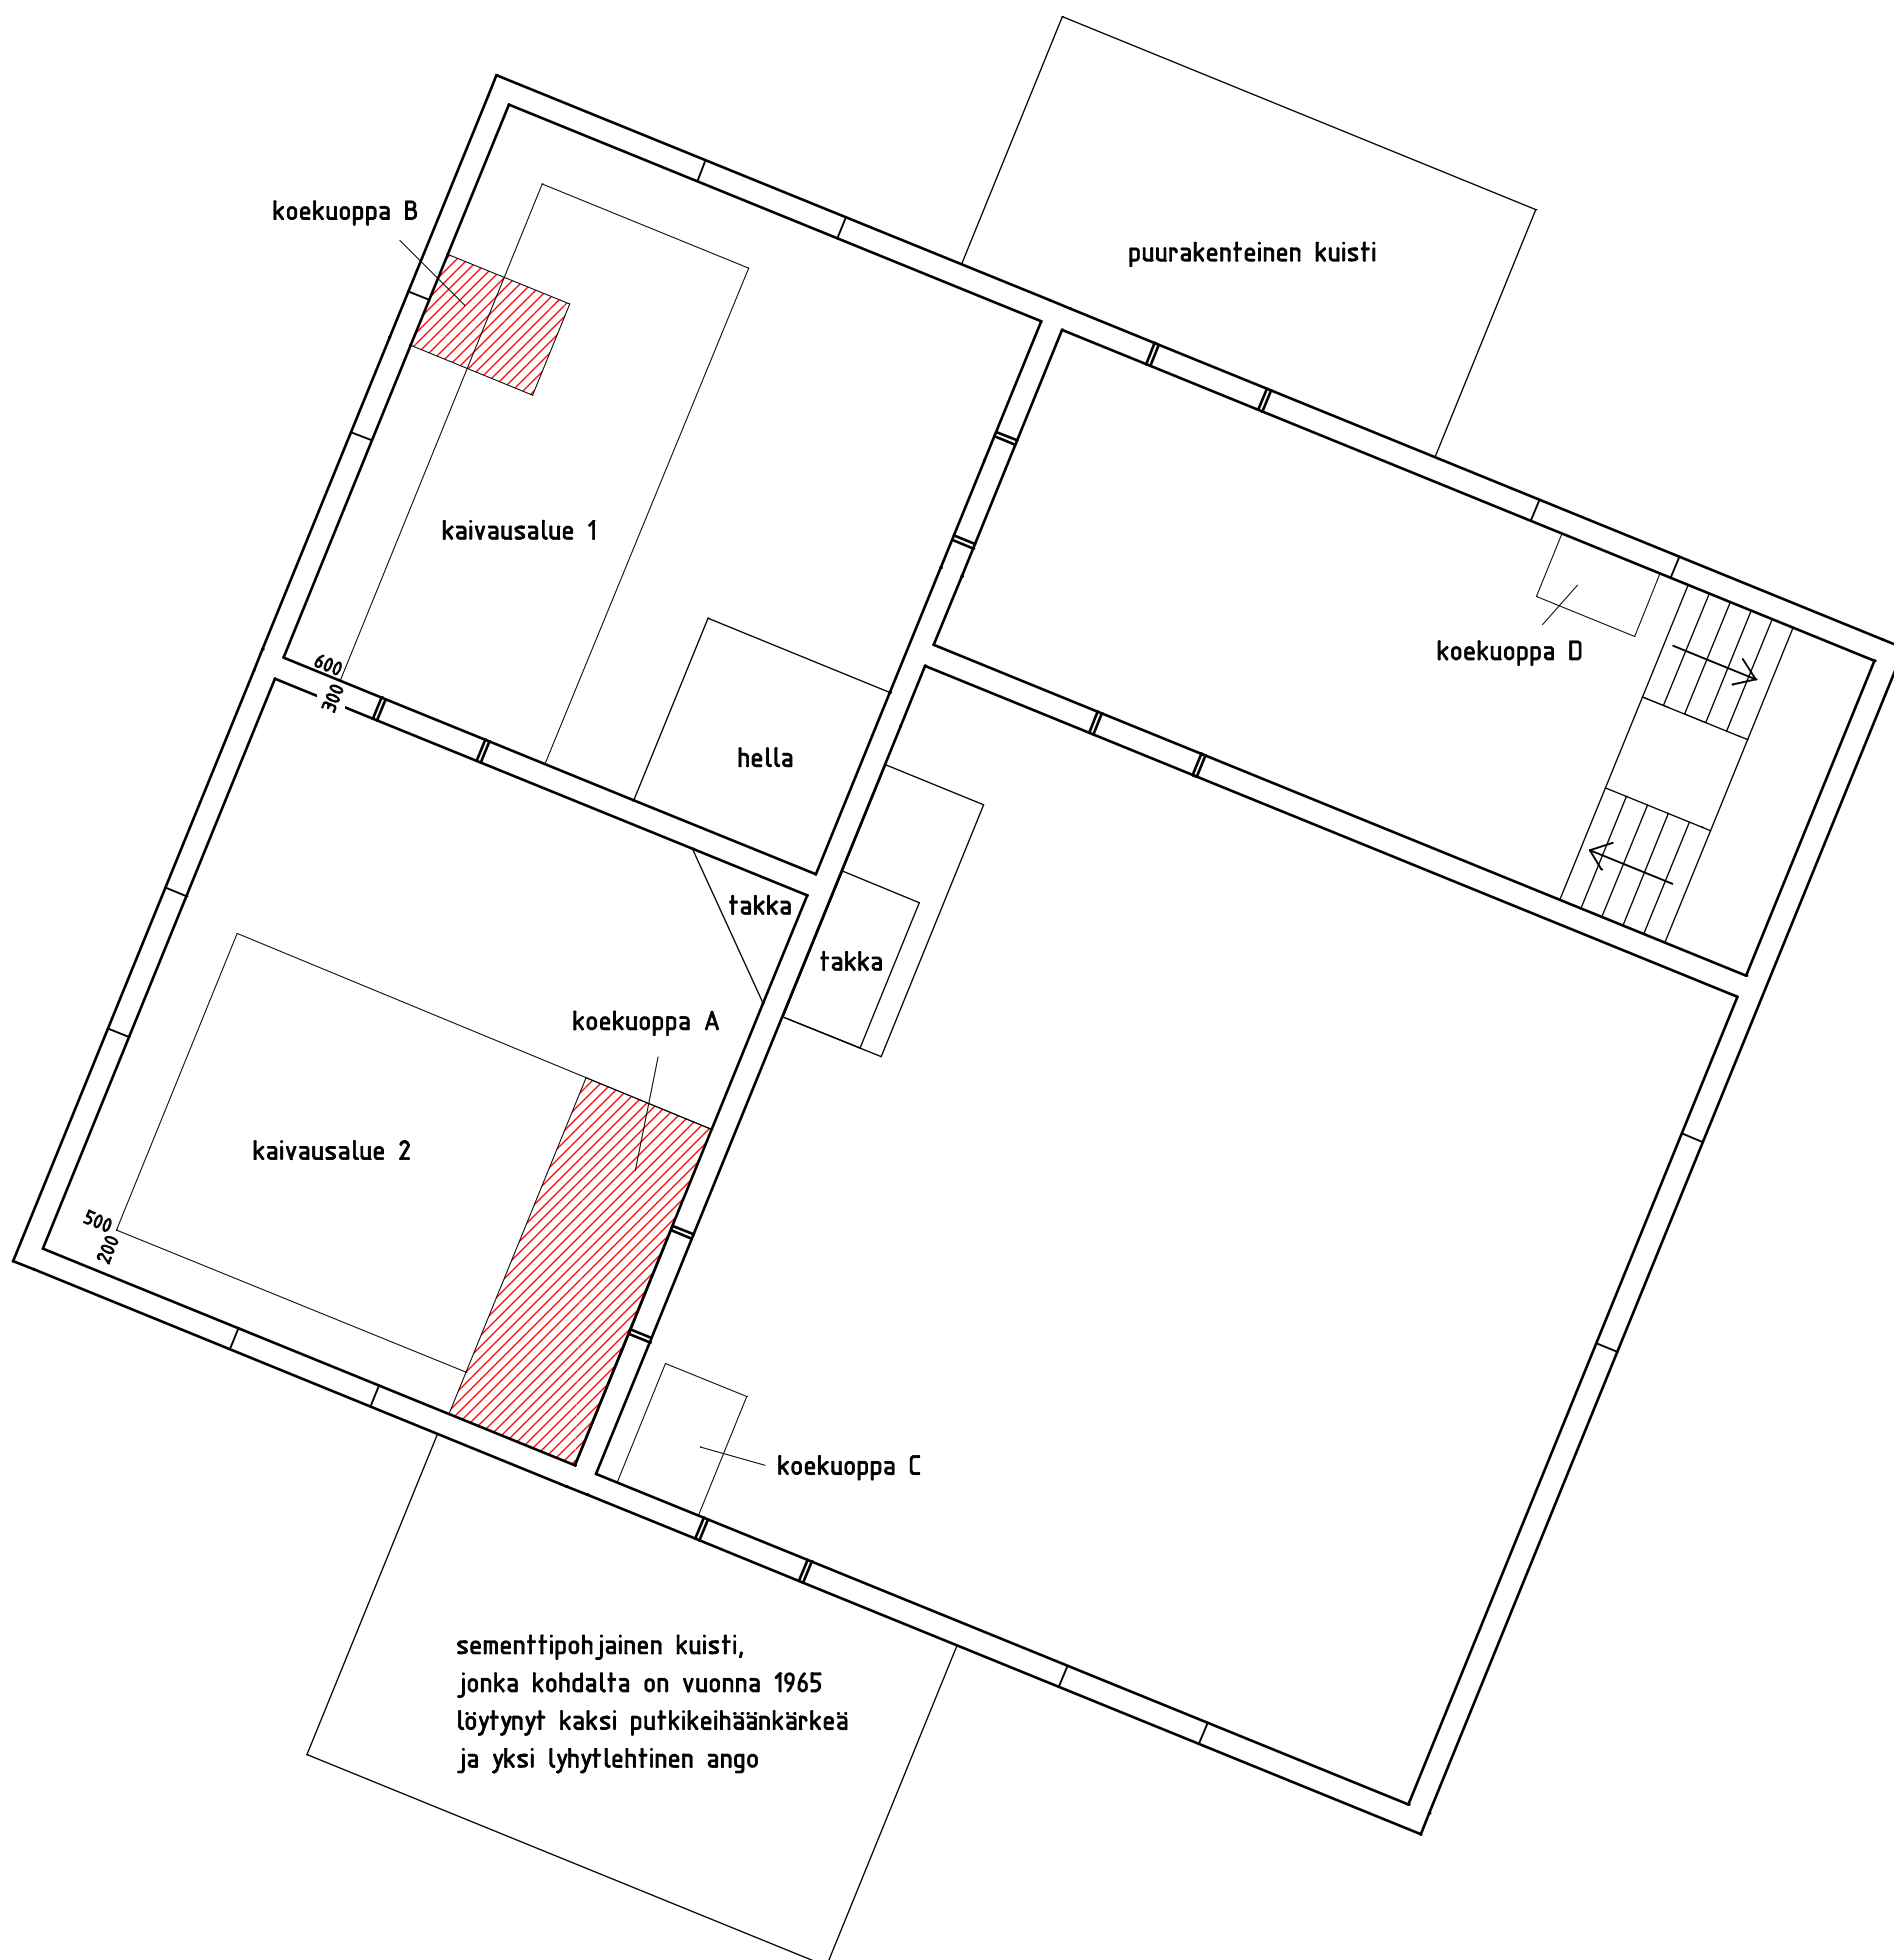 koekuoppa B
puurakenteinen kuisti
kaivausalue 1
koekuoppa D
600
300
hella
takka
takka
koekuoppa A
kaivausalue 2
500
200
koekuoppa C
sementtipohjainen kuisti,
jonka kohdalta on vuonna 1965
löytynyt kaksi putkikeihäänkärkeä
ja yksi lyhytlehtinen ango